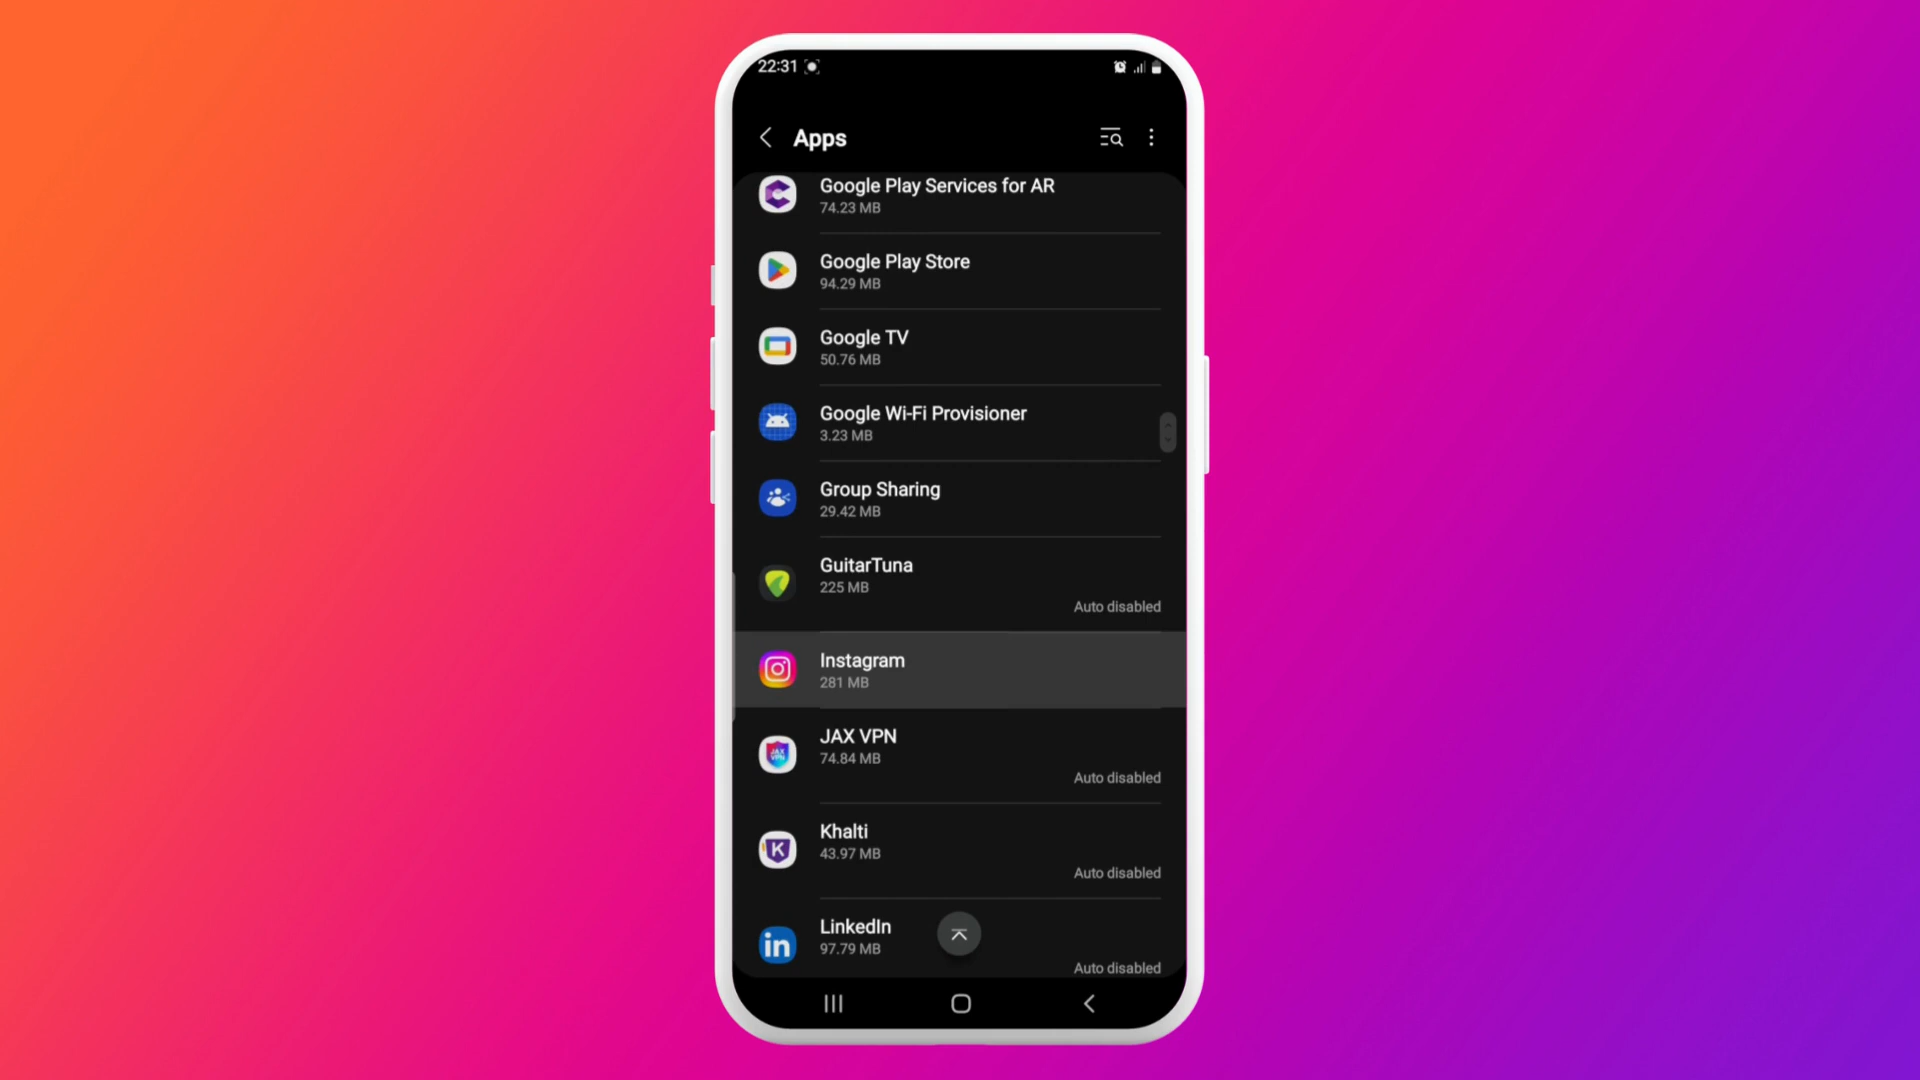 22:31
Apps
Google Play Services for AR
74.23 MB
Google Play Store
94.29 MB
Google TV
50.76 MB
Google Wi-Fi Provisioner
3.23 MB
Group Sharing
29.42 MB
GuitarTuna
225 MB
Auto disabled
Instagram
281 MB
JAX VPN
JAX
VPN
74.84 MB
Auto disabled
Khalti
K
43.97 MB
Auto disabled
LinkedIn
in
97.79 MB
Auto disabled